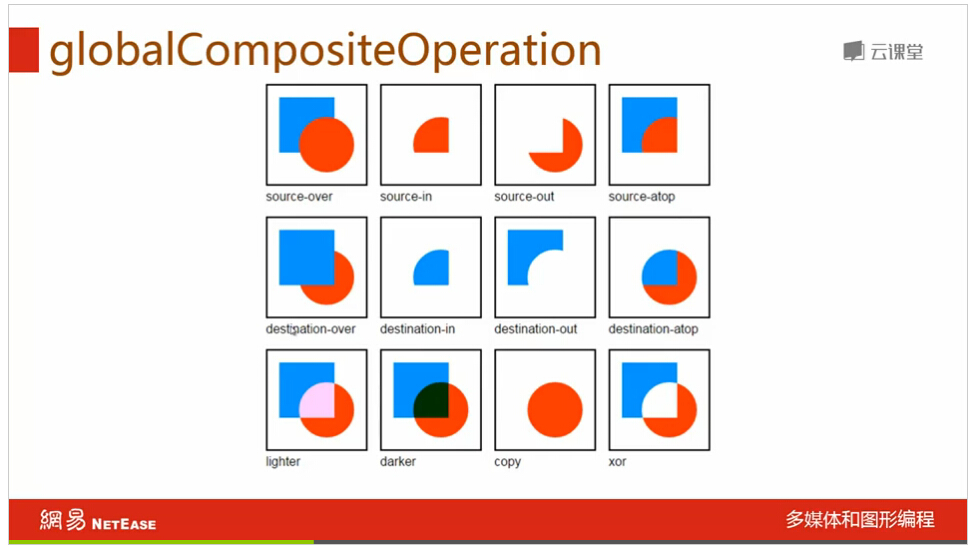 globalCompositeOperation
云课堂
source-over source-in source-out source-atop
destination-over destination-in destination-out destination-atop
lighter darker copy xor
網易 NETEASE
多媒体和图形编程